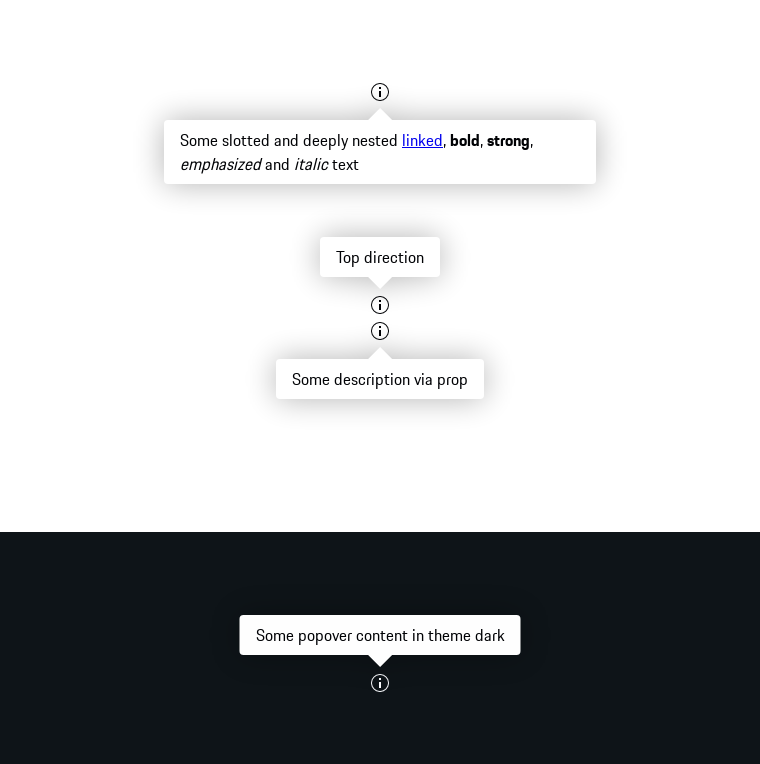 Some slotted and deeply nested linked, bold, strong,
emphasized and italic text
Top direction
Some description via prop
Some popover content in theme dark